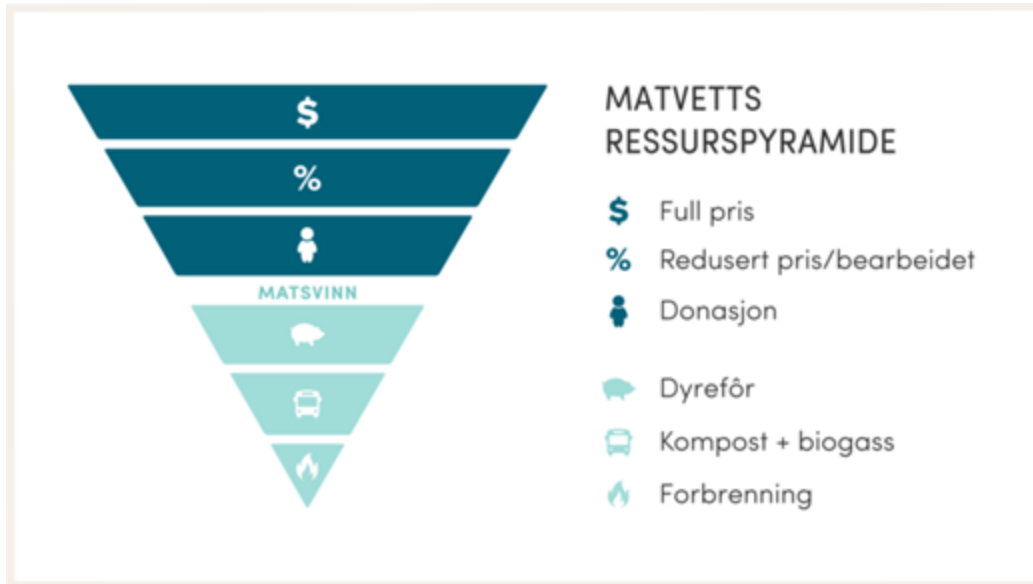 $
%
MATSVINN
MATVETTS
RESSURSPYRAMIDE
$ Full pris
% Redusert pris/bearbeidet
Donasjon
Dyrefôr
Kompost + biogass
Forbrenning